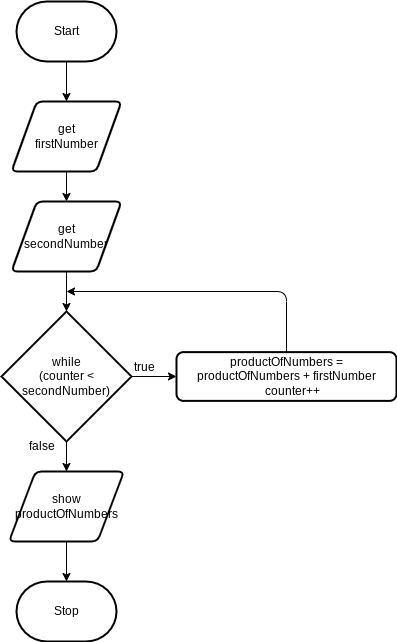 Start
get
firstNumber
get
secondNumber
while
(counter <
secondNumber)
true
productOfNumbers =
productOfNumbers + firstNumber
counter++
false
show
productOfNumbers
Stop